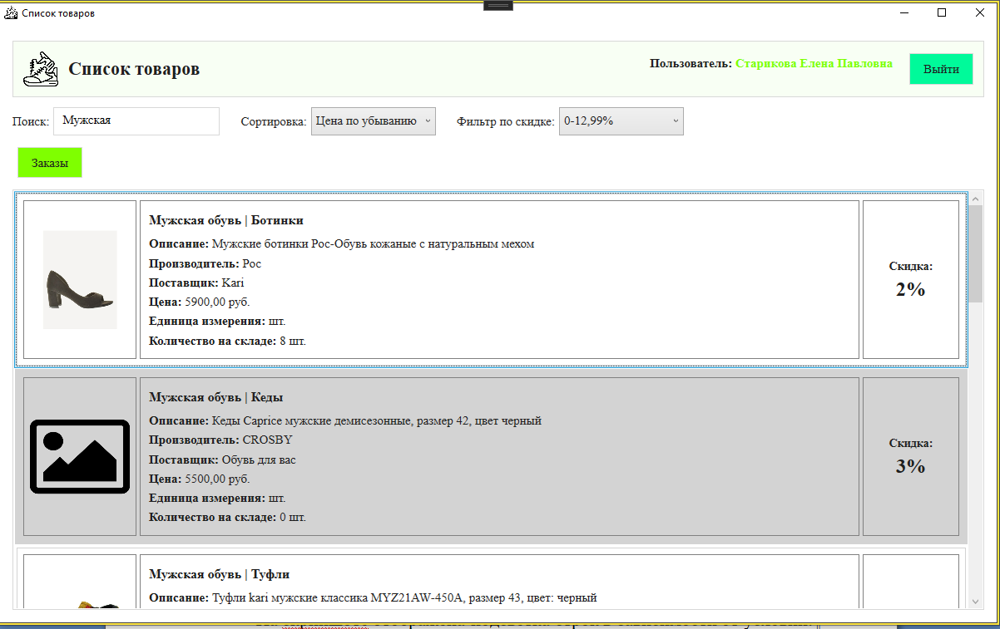 Список товаров
Список товаров
Пользователь: Старикова Елена Павловна
Выйти
Поиск: Мужская Сортировка: Цена по убыванию Фильтр по скидке: 0-12,99%
Заказы
Мужская обувь | Ботинки
Описание: Мужские ботинки Рос-Обувь кожаные с натуральным мехом
Производитель: Рос
Поставщик: Kari
Цена: 5900,00 руб.
Единица измерения: шт.
Количество на складе: 8 шт.
Скидка:
2%
Мужская обувь | Кеды
Описание: Кеды Caprice мужские демисезонные, размер 42, цвет черный
Производитель: CROSBY
Поставщик: Обувь для вас
Цена: 5500,00 руб.
Единица измерения: шт.
Количество на складе: 0 шт.
Скидка:
3%
Мужская обувь | Туфли
Описание: Туфли kari мужские классика MYZ21AW-450A, размер 43, цвет: черный